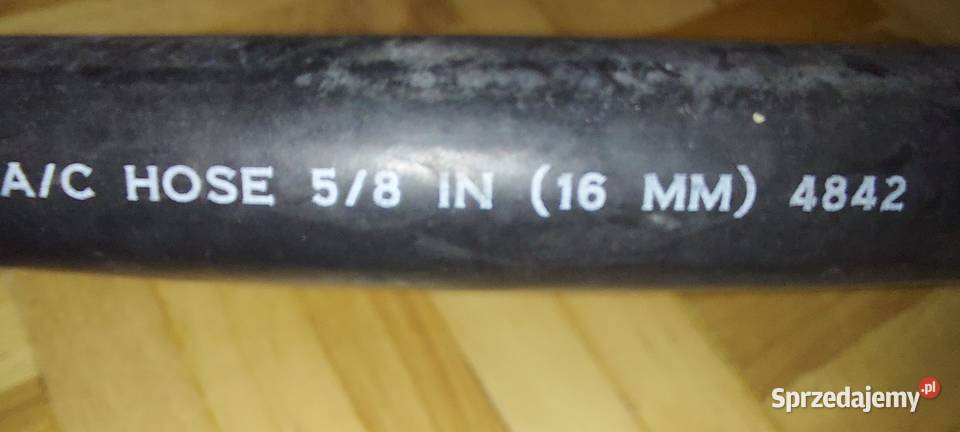 A/C HOSE 5/8 IN (16 MM) 4842
Sprzedajemy.pl